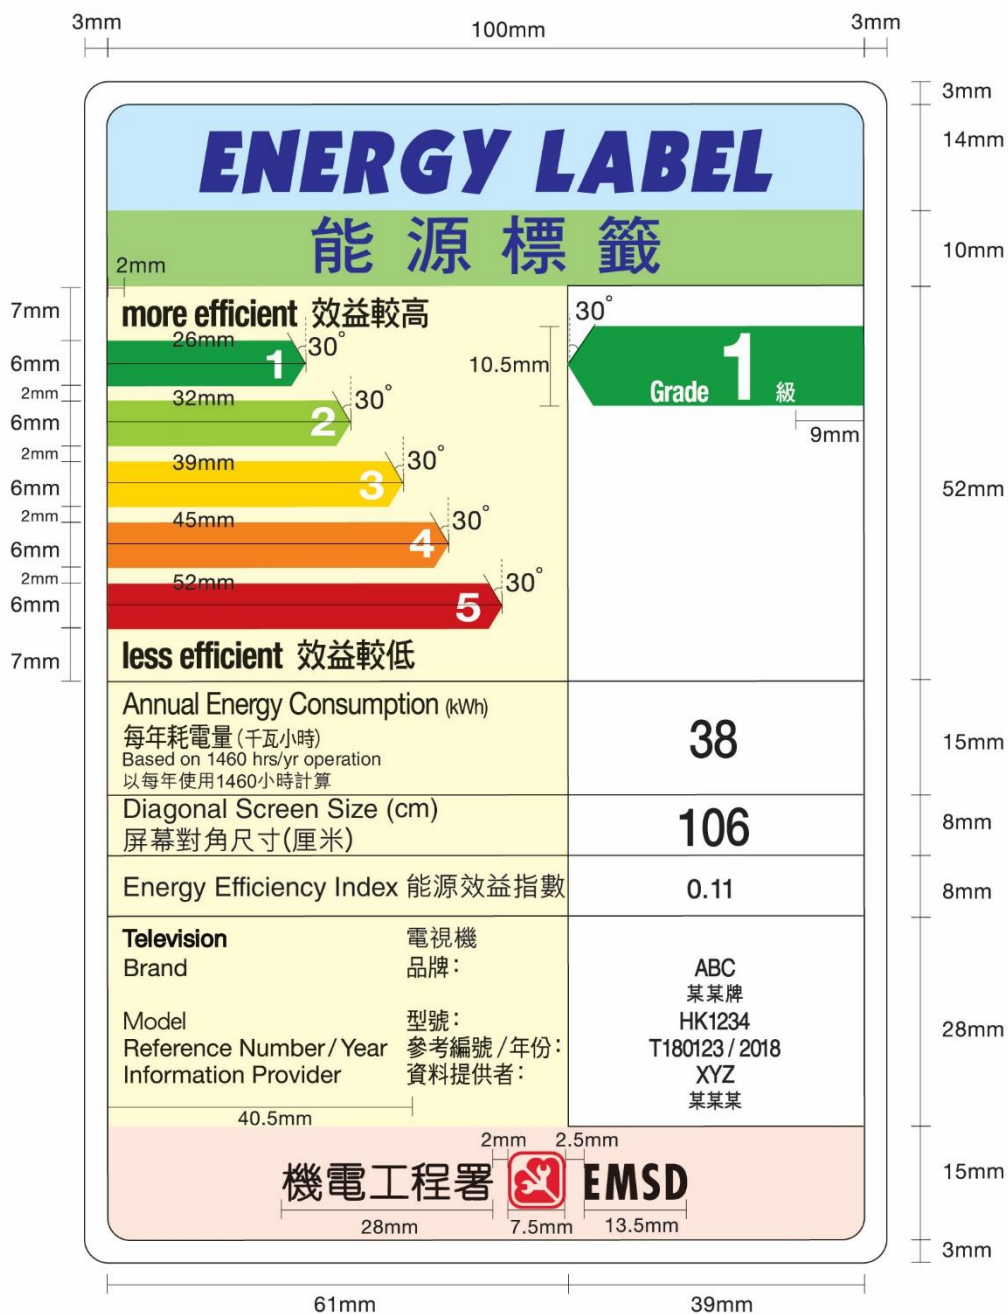 3mm 100mm 3mm
3mm
ENERGY LABEL
14mm
能源標籤
10mm
2mm
7mm
more efficient 效益較高
30°
26mm
1
30°
6mm
10.5mm
Grade 1 級
2mm
32mm
2
30°
6mm
9mm
2mm
39mm
3
30°
6mm
52mm
2mm
45mm
4
30°
6mm
2mm
52mm
5
30°
6mm
less efficient 效益較低
7mm
Annual Energy Consumption (kWh)
每年耗電量 (千瓦小時)
Based on 1460 hrs/yr operation
以每年使用1460小時計算
38
15mm
Diagonal Screen Size (cm)
屏幕對角尺寸(厘米)
106
8mm
Energy Efficiency Index 能源效益指數
0.11
8mm
Television 電視機
Brand 品牌： ABC
某某牌
Model 型號： HK1234
28mm
Reference Number / Year 參考編號 / 年份： T180123 / 2018
Information Provider 資料提供者： XYZ
某某某
40.5mm
2mm 2.5mm
機電工程署 EMSD
15mm
28mm 7.5mm 13.5mm
3mm
61mm 39mm